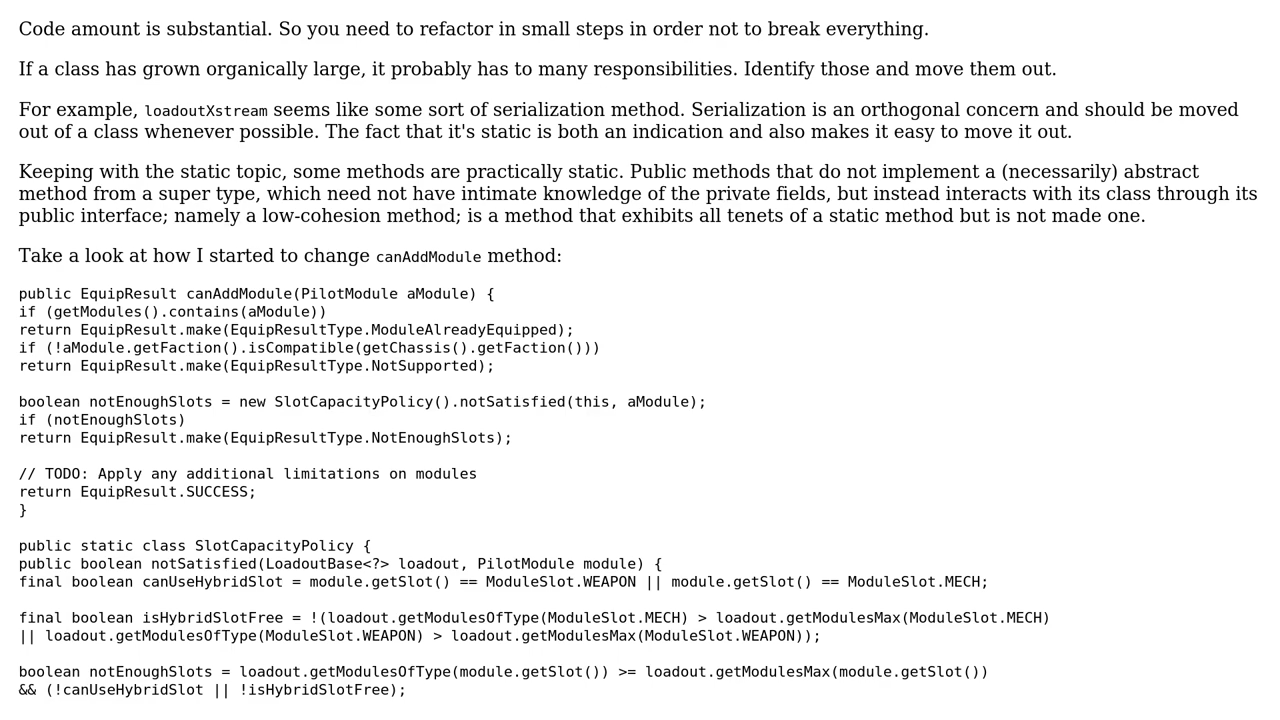 Code amount is substantial. So you need to refactor in small steps in order not to break everything.
If a class has grown organically large, it probably has to many responsibilities. Identify those and move them out.
For example, loadoutXstream seems like some sort of serialization method. Serialization is an orthogonal concern and should be moved
out of a class whenever possible. The fact that it's static is both an indication and also makes it easy to move it out.
Keeping with the static topic, some methods are practically static. Public methods that do not implement a (necessarily) abstract
method from a super type, which need not have intimate knowledge of the private fields, but instead interacts with its class through its
public interface; namely a low-cohesion method; is a method that exhibits all tenets of a static method but is not made one.
Take a look at how I started to change canAddModule method:
public EquipResult canAddModule(PilotModule aModule) {
if (getModules().contains(aModule))
return EquipResult.make(EquipResultType.ModuleAlreadyEquipped);
if (!aModule.getFaction().isCompatible(getChassis().getFaction()))
return EquipResult.make(EquipResultType.NotSupported);
boolean notEnoughSlots = new SlotCapacityPolicy().notSatisfied(this, aModule);
if (notEnoughSlots)
return EquipResult.make(EquipResultType.NotEnoughSlots);
// TODO: Apply any additional limitations on modules
return EquipResult.SUCCESS;
}
public static class SlotCapacityPolicy {
public boolean notSatisfied(LoadoutBase<?> loadout, PilotModule module) {
final boolean canUseHybridSlot = module.getSlot() == ModuleSlot.WEAPON || module.getSlot() == ModuleSlot.MECH;
final boolean isHybridSlotFree = !(loadout.getModulesOfType(ModuleSlot.MECH) > loadout.getModulesMax(ModuleSlot.MECH)
|| loadout.getModulesOfType(ModuleSlot.WEAPON) > loadout.getModulesMax(ModuleSlot.WEAPON));
boolean notEnoughSlots = loadout.getModulesOfType(module.getSlot()) >= loadout.getModulesMax(module.getSlot())
&& (!canUseHybridSlot || !isHybridSlotFree);